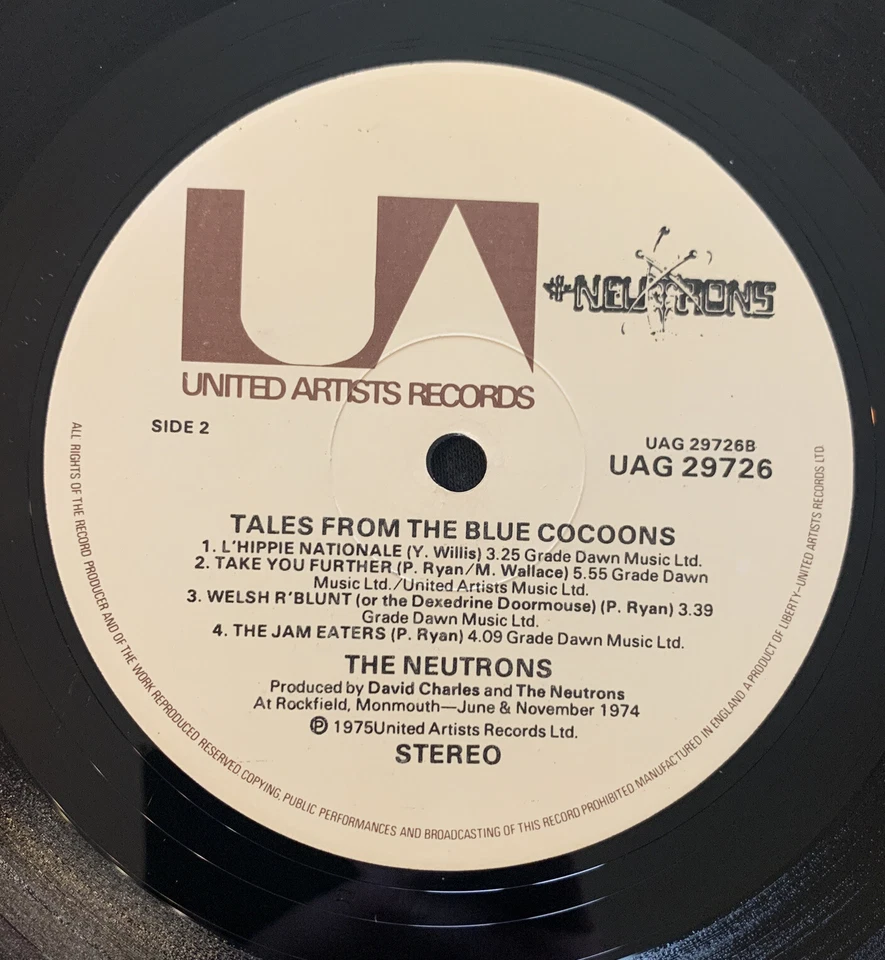 UA
NEUTRONS
UNITED ARTISTS RECORDS
SIDE 2
UAG 29726B
UAG 29726
TALES FROM THE BLUE COCOONS
1. L'HIPPIE NATIONALE (Y. Willis) 3.25 Grade Dawn Music Ltd.
2. TAKE YOU FURTHER (P. Ryan/M. Wallace) 5.55 Grade Dawn
Music Ltd./United Artists Music Ltd.
3. WELSH R'BLUNT (or the Dexedrine Doormouse) (P. Ryan) 3.39
Grade Dawn Music Ltd.
4. THE JAM EATERS (P. Ryan) 4.09 Grade Dawn Music Ltd.
THE NEUTRONS
Produced by David Charles and The Neutrons
At Rockfield, Monmouth—June & November 1974
Ⓟ 1975United Artists Records Ltd.
STEREO
ALL RIGHTS OF THE RECORD PRODUCER AND OF THE WORK REPRODUCED RESERVED. COPYING, PUBLIC PERFORMANCES AND BROADCASTING OF THIS RECORD PROHIBITED MANUFACTURED IN ENGLAND A PRODUCT OF LIBERTY-UNITED ARTISTS RECORDS LTD.